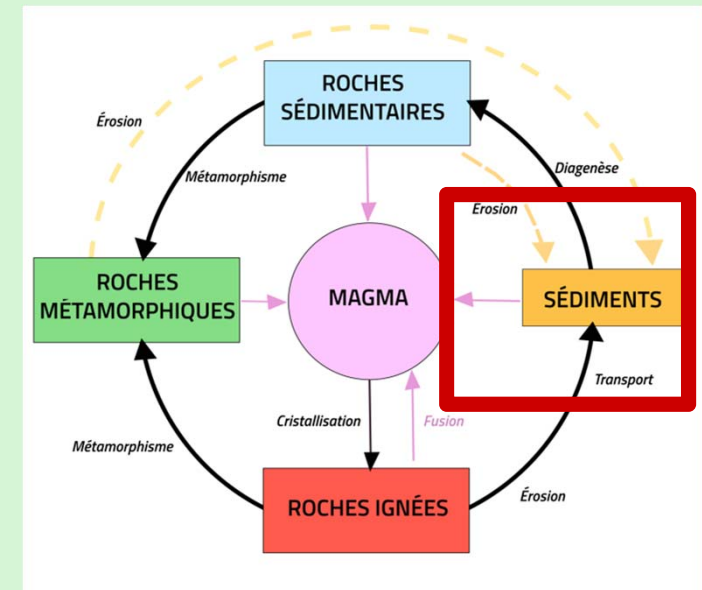 ROCHES
SÉDIMENTAIRES
Érosion
Métamorphisme
Diagenèse
Erosion
ROCHES
MÉTAMORPHIQUES
MAGMA
SÉDIMENTS
Transport
Cristallisation
Fusion
Métamorphisme
ROCHES IGNÉES
Érosion